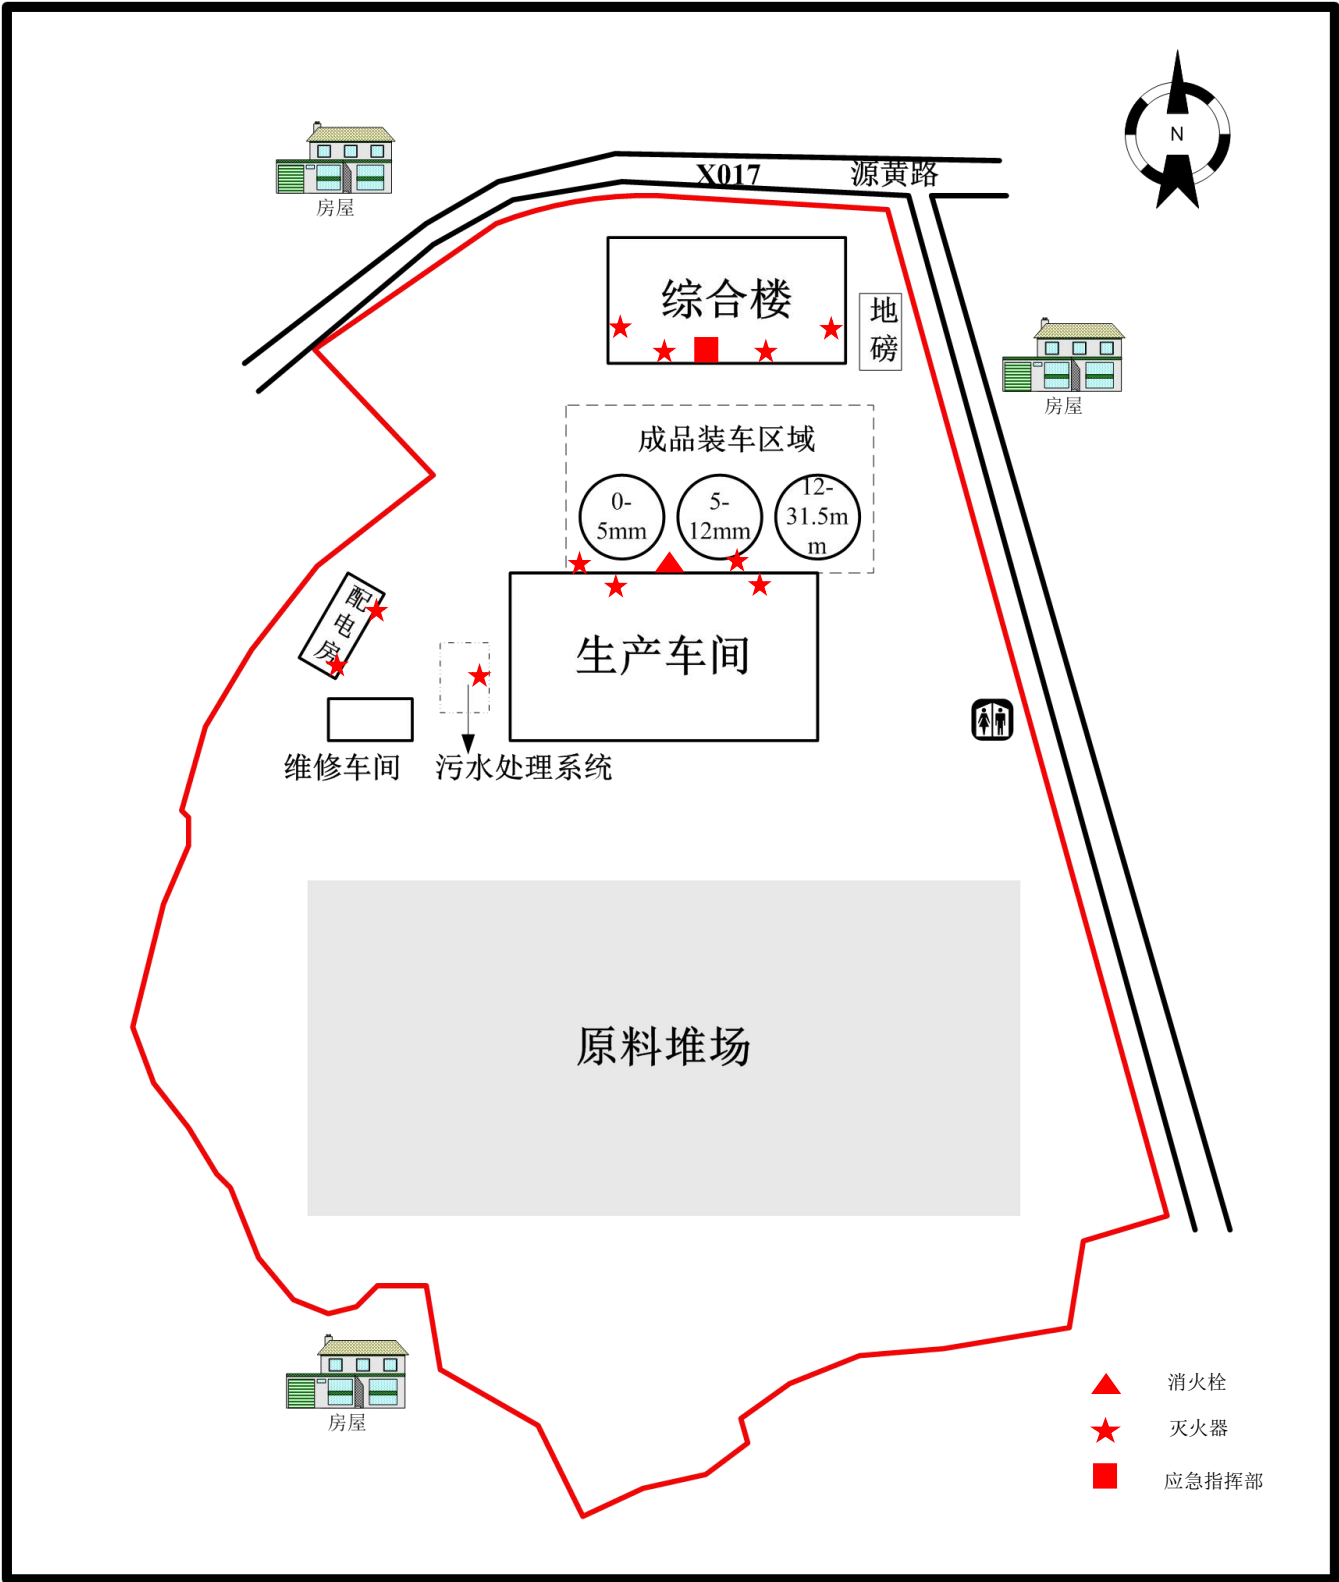 N
X017
源黄路
房屋
综合楼
地
磅
房屋
成品装车区域
0-
5mm
5-
12mm
12-
31.5m
m
配
电
房
生产车间
维修车间
污水处理系统
原料堆场
房屋
消火栓
灭火器
应急指挥部